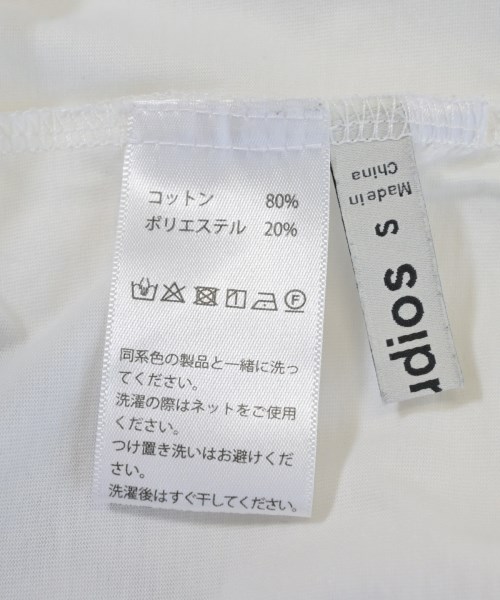 コットン 80%
ポリエステル 20%
F
同系色の製品と一緒に洗っ
てください。
洗濯の際はネットをご使用
ください。
つけ置き洗いはお避けくだ
さい。
洗濯後はすぐ干してください。
Made in
China
s
udios